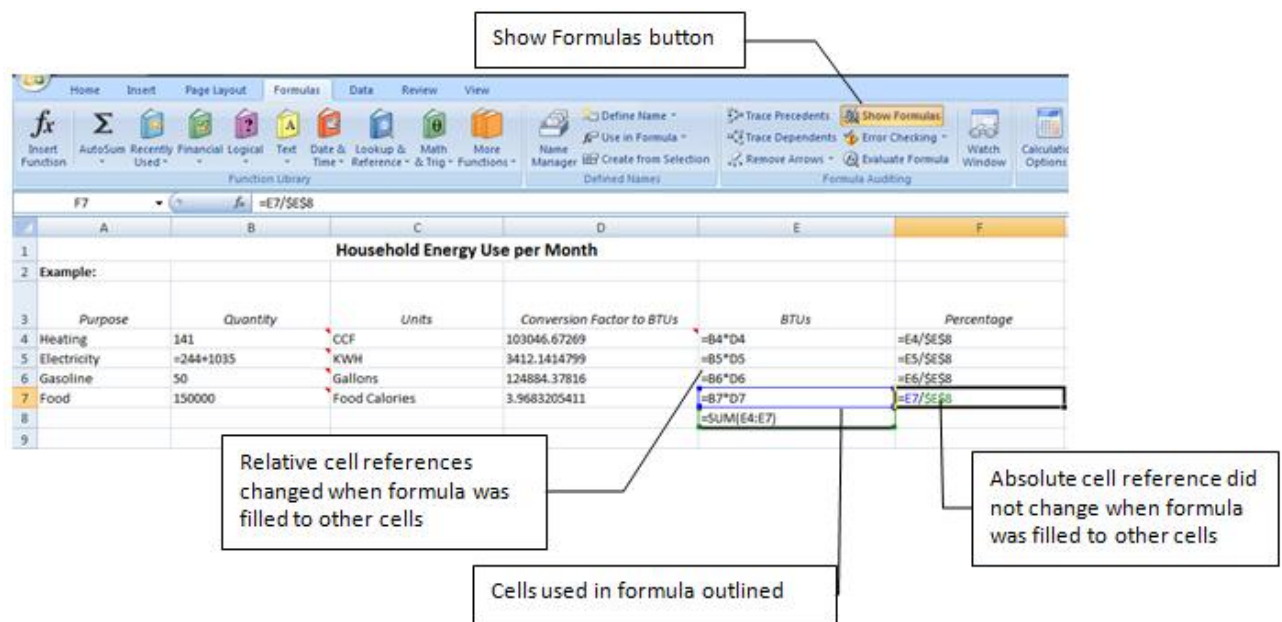 Show Formulas button
Home Insert Page Layout Formulas Data Review View
Insert Function
AutoSum
Recently Used
Financial
Logical
Text
Date & Time
Lookup & Reference
Math & Trig
More Functions
Function Library
Name Manager
Define Name
Use in Formula
Create from Selection
Defined Names
Trace Precedents
Trace Dependents
Remove Arrows
Show Formulas
Error Checking
Evaluate Formula
Formula Auditing
Watch Window
Options
F7 fx =E7/$E$8
A B C D E F
1 Household Energy Use per Month
2 Example:
3 Purpose Quantity Units Conversion Factor to BTUs BTUs Percentage
4 Heating 141 CCF 103046.67269 =B4*D4 =E4/$E$8
5 Electricity =244+1035 KWH 3412.1414799 =B5*D5 =E5/$E$8
6 Gasoline 50 Gallons 124884.37816 =B6*D6 =E6/$E$8
7 Food 150000 Food Calories 3.9683205411 =B7*D7 =E7/$E$8
8 =SUM(E4:E7)
9
Relative cell references
changed when formula was
filled to other cells
Absolute cell reference did
not change when formula
was filled to other cells
Cells used in formula outlined